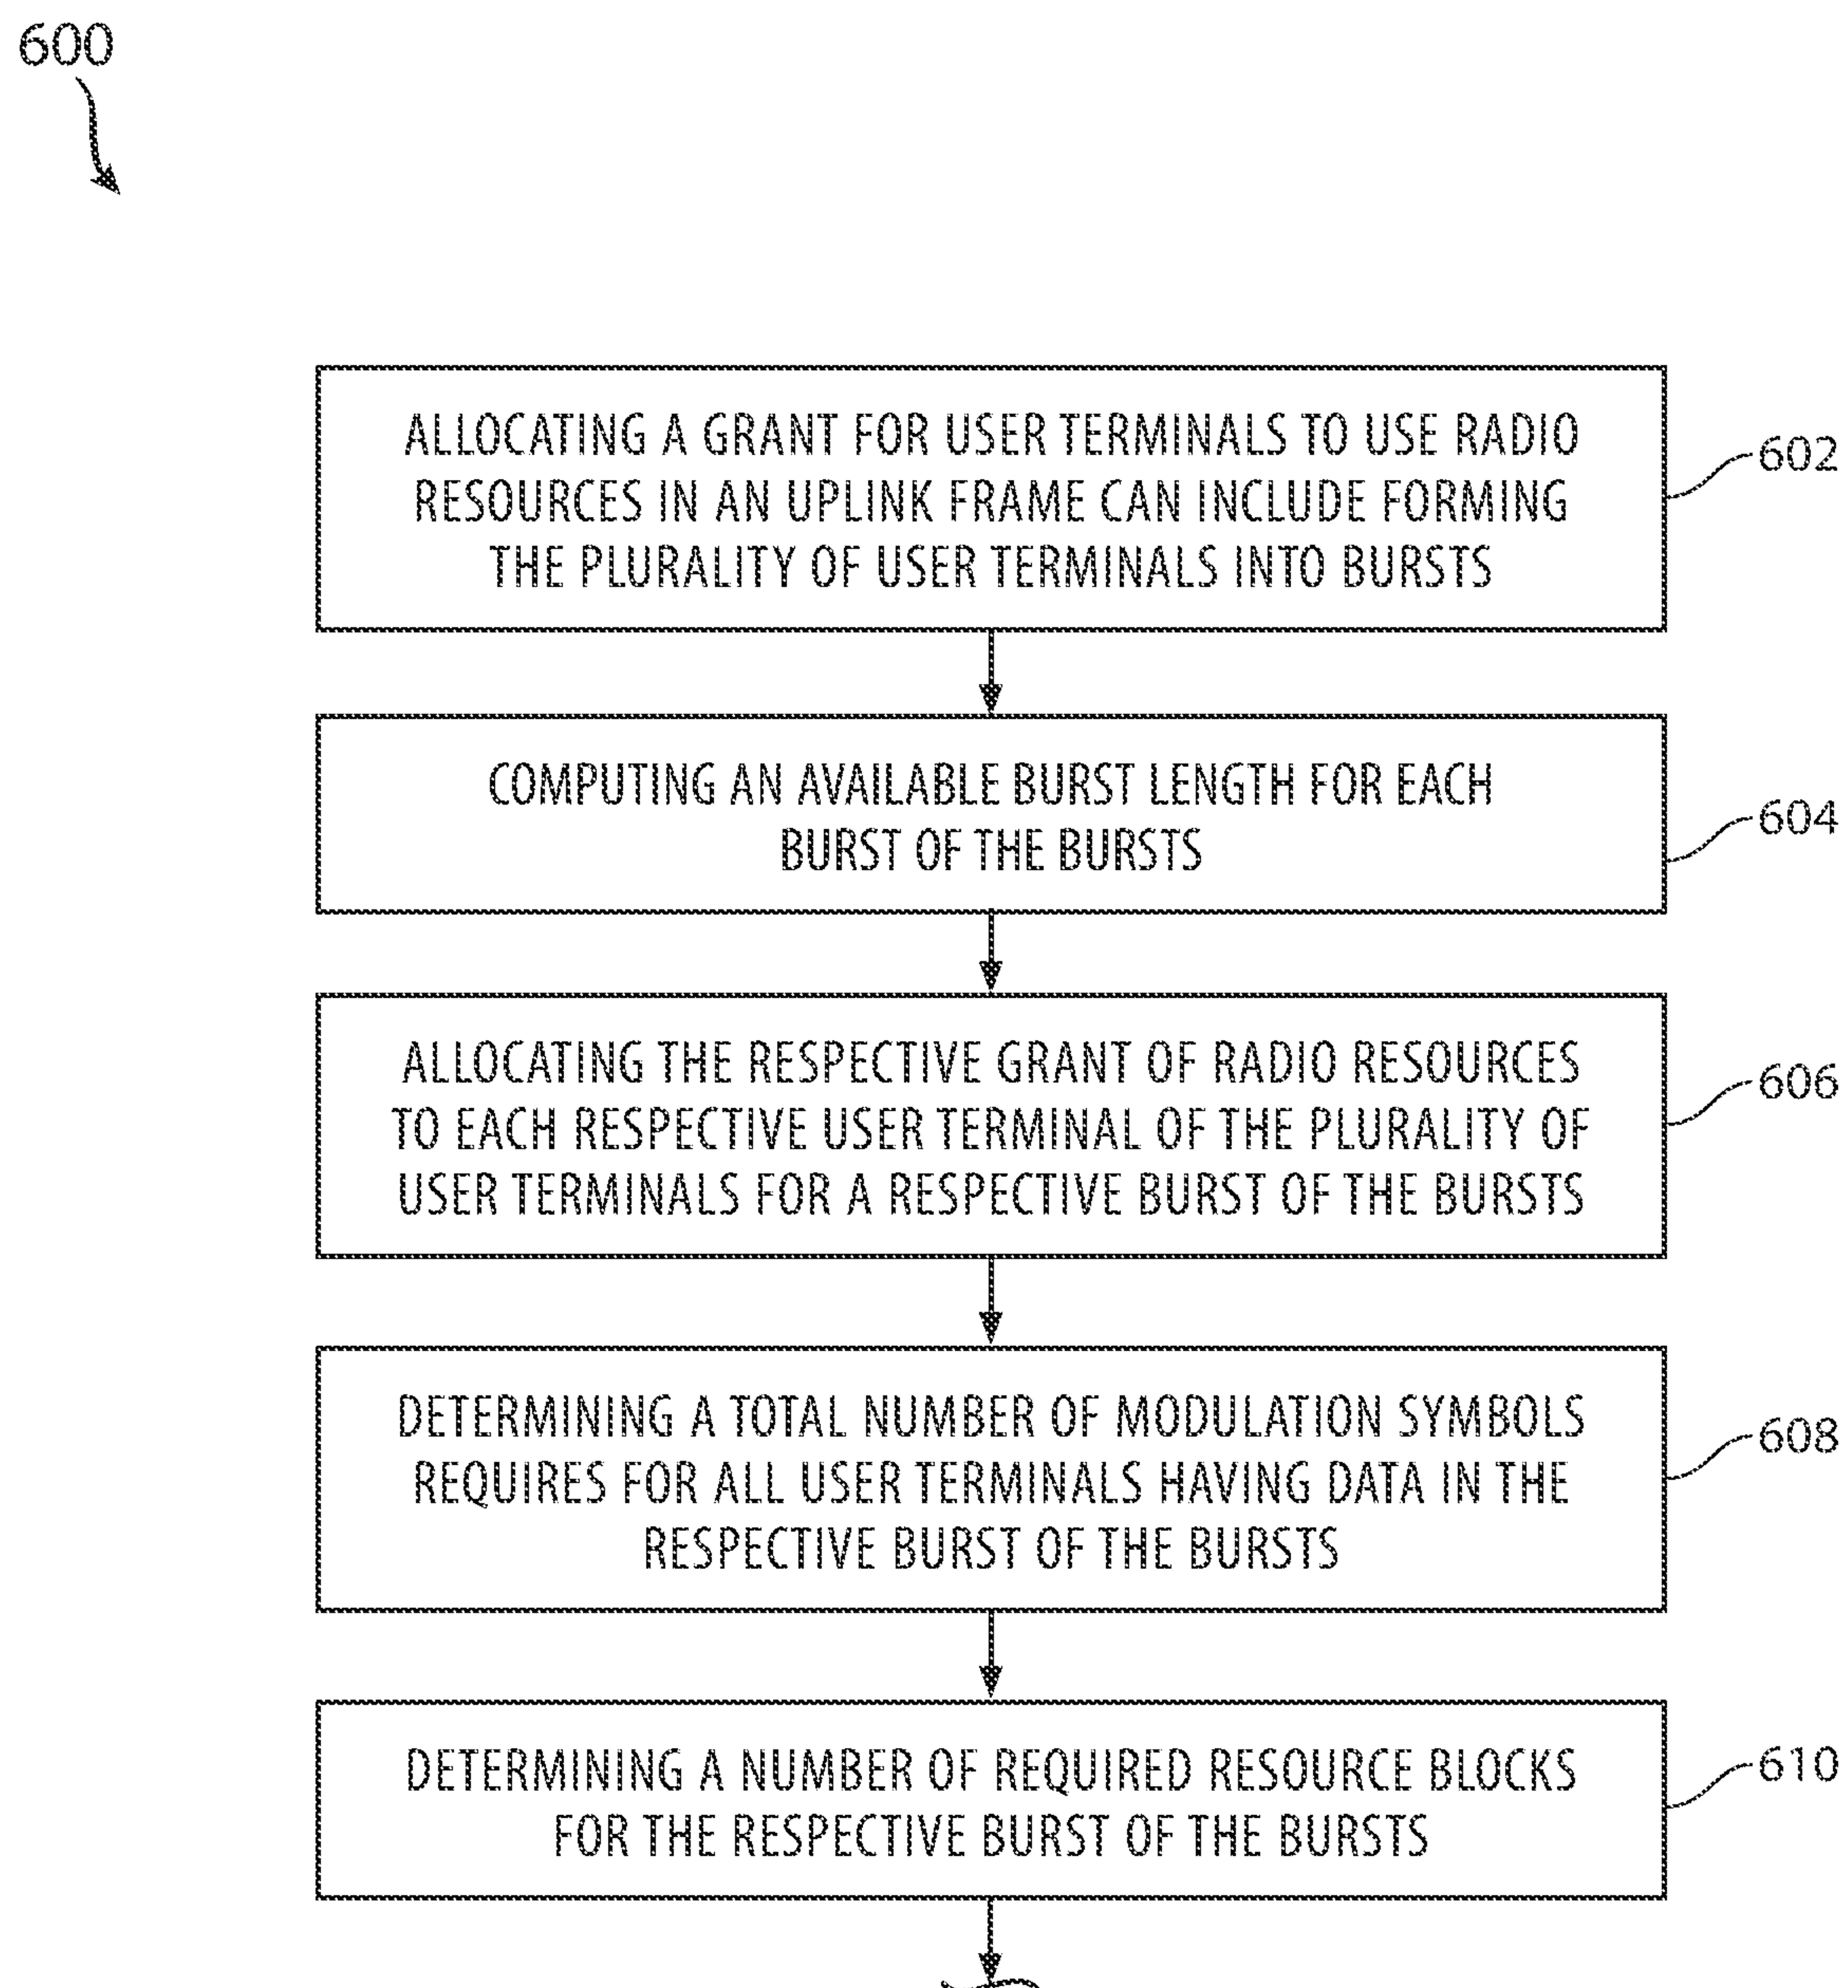 600
ALLOCATING A GRANT FOR USER TERMINALS TO USE RADIO
RESOURCES IN AN UPLINK FRAME CAN INCLUDE FORMING
THE PLURALITY OF USER TERMINALS INTO BURSTS
602
COMPUTING AN AVAILABLE BURST LENGTH FOR EACH
BURST OF THE BURSTS
604
ALLOCATING THE RESPECTIVE GRANT OF RADIO RESOURCES
TO EACH RESPECTIVE USER TERMINAL OF THE PLURALITY OF
USER TERMINALS FOR A RESPECTIVE BURST OF THE BURSTS
606
DETERMINING A TOTAL NUMBER OF MODULATION SYMBOLS
REQUIRES FOR ALL USER TERMINALS HAVING DATA IN THE
RESPECTIVE BURST OF THE BURSTS
608
DETERMINING A NUMBER OF REQUIRED RESOURCE BLOCKS
FOR THE RESPECTIVE BURST OF THE BURSTS
610